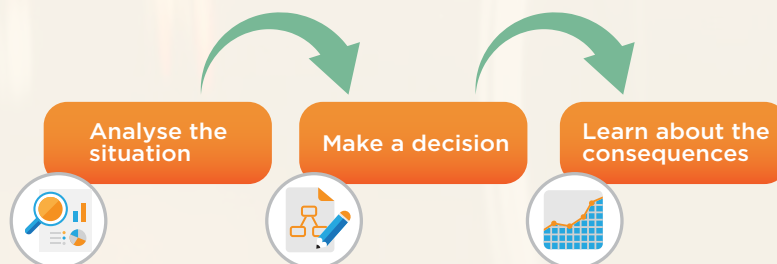 Analyse the
situation
Make a decision
Learn about the
consequences